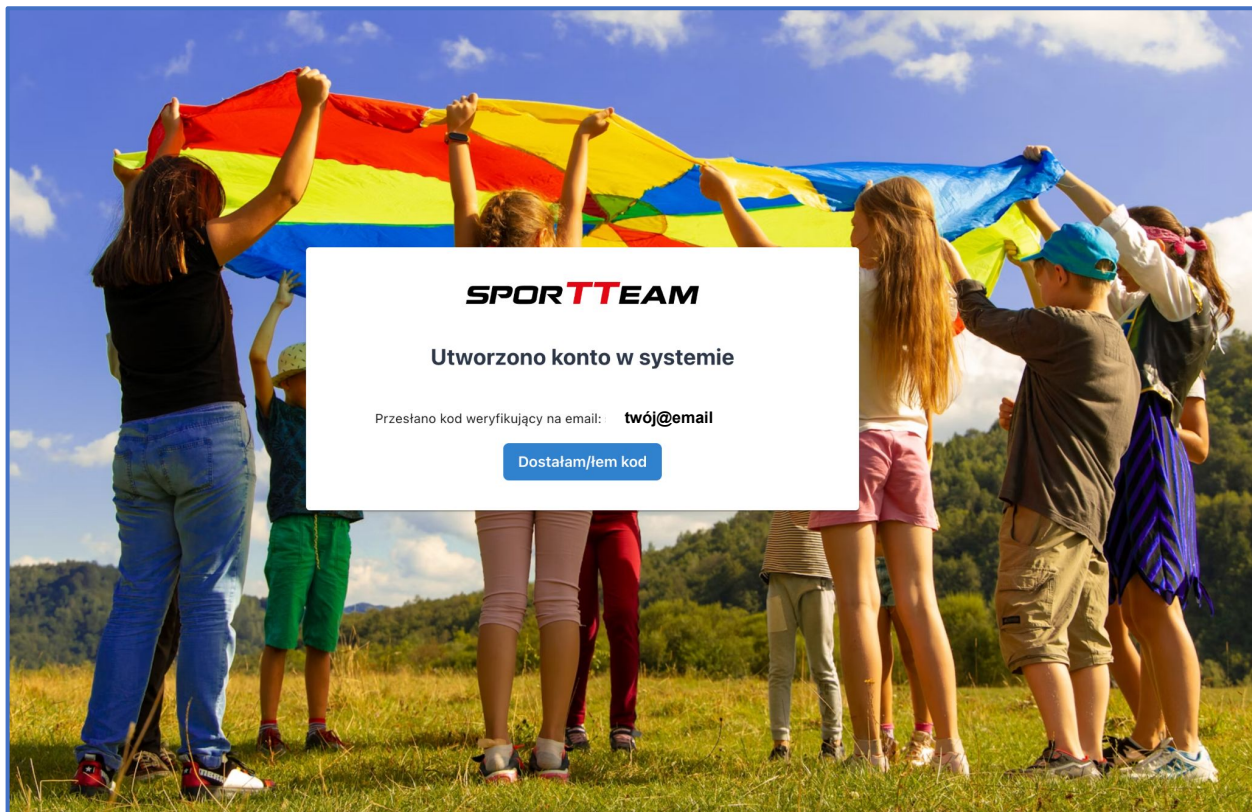 SPORTTEAM
Utworzono konto w systemie
Przesłano kod weryfikujący na email: twój@email
Dostałam/łem kod